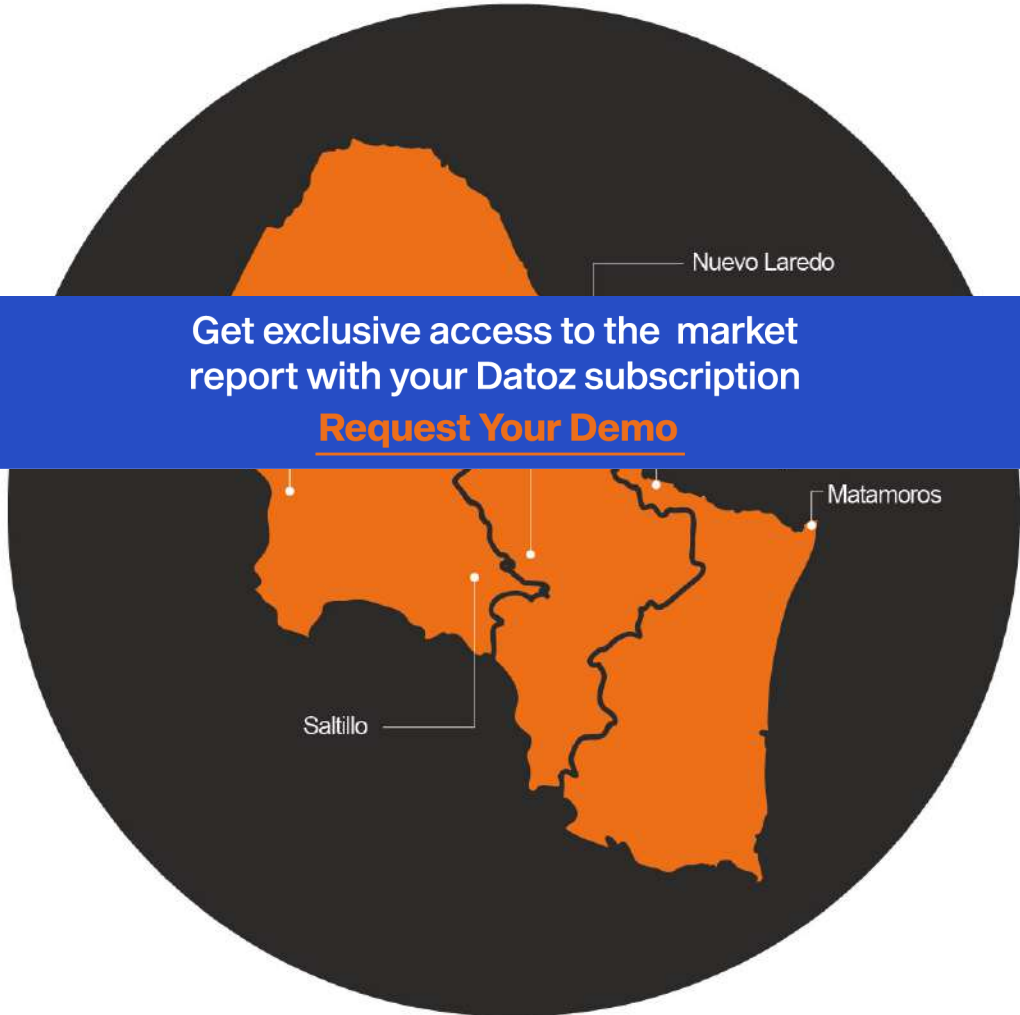 Nuevo Laredo
Get exclusive access to the market
report with your Datoz subscription
Request Your Demo
Matamoros
Saltillo